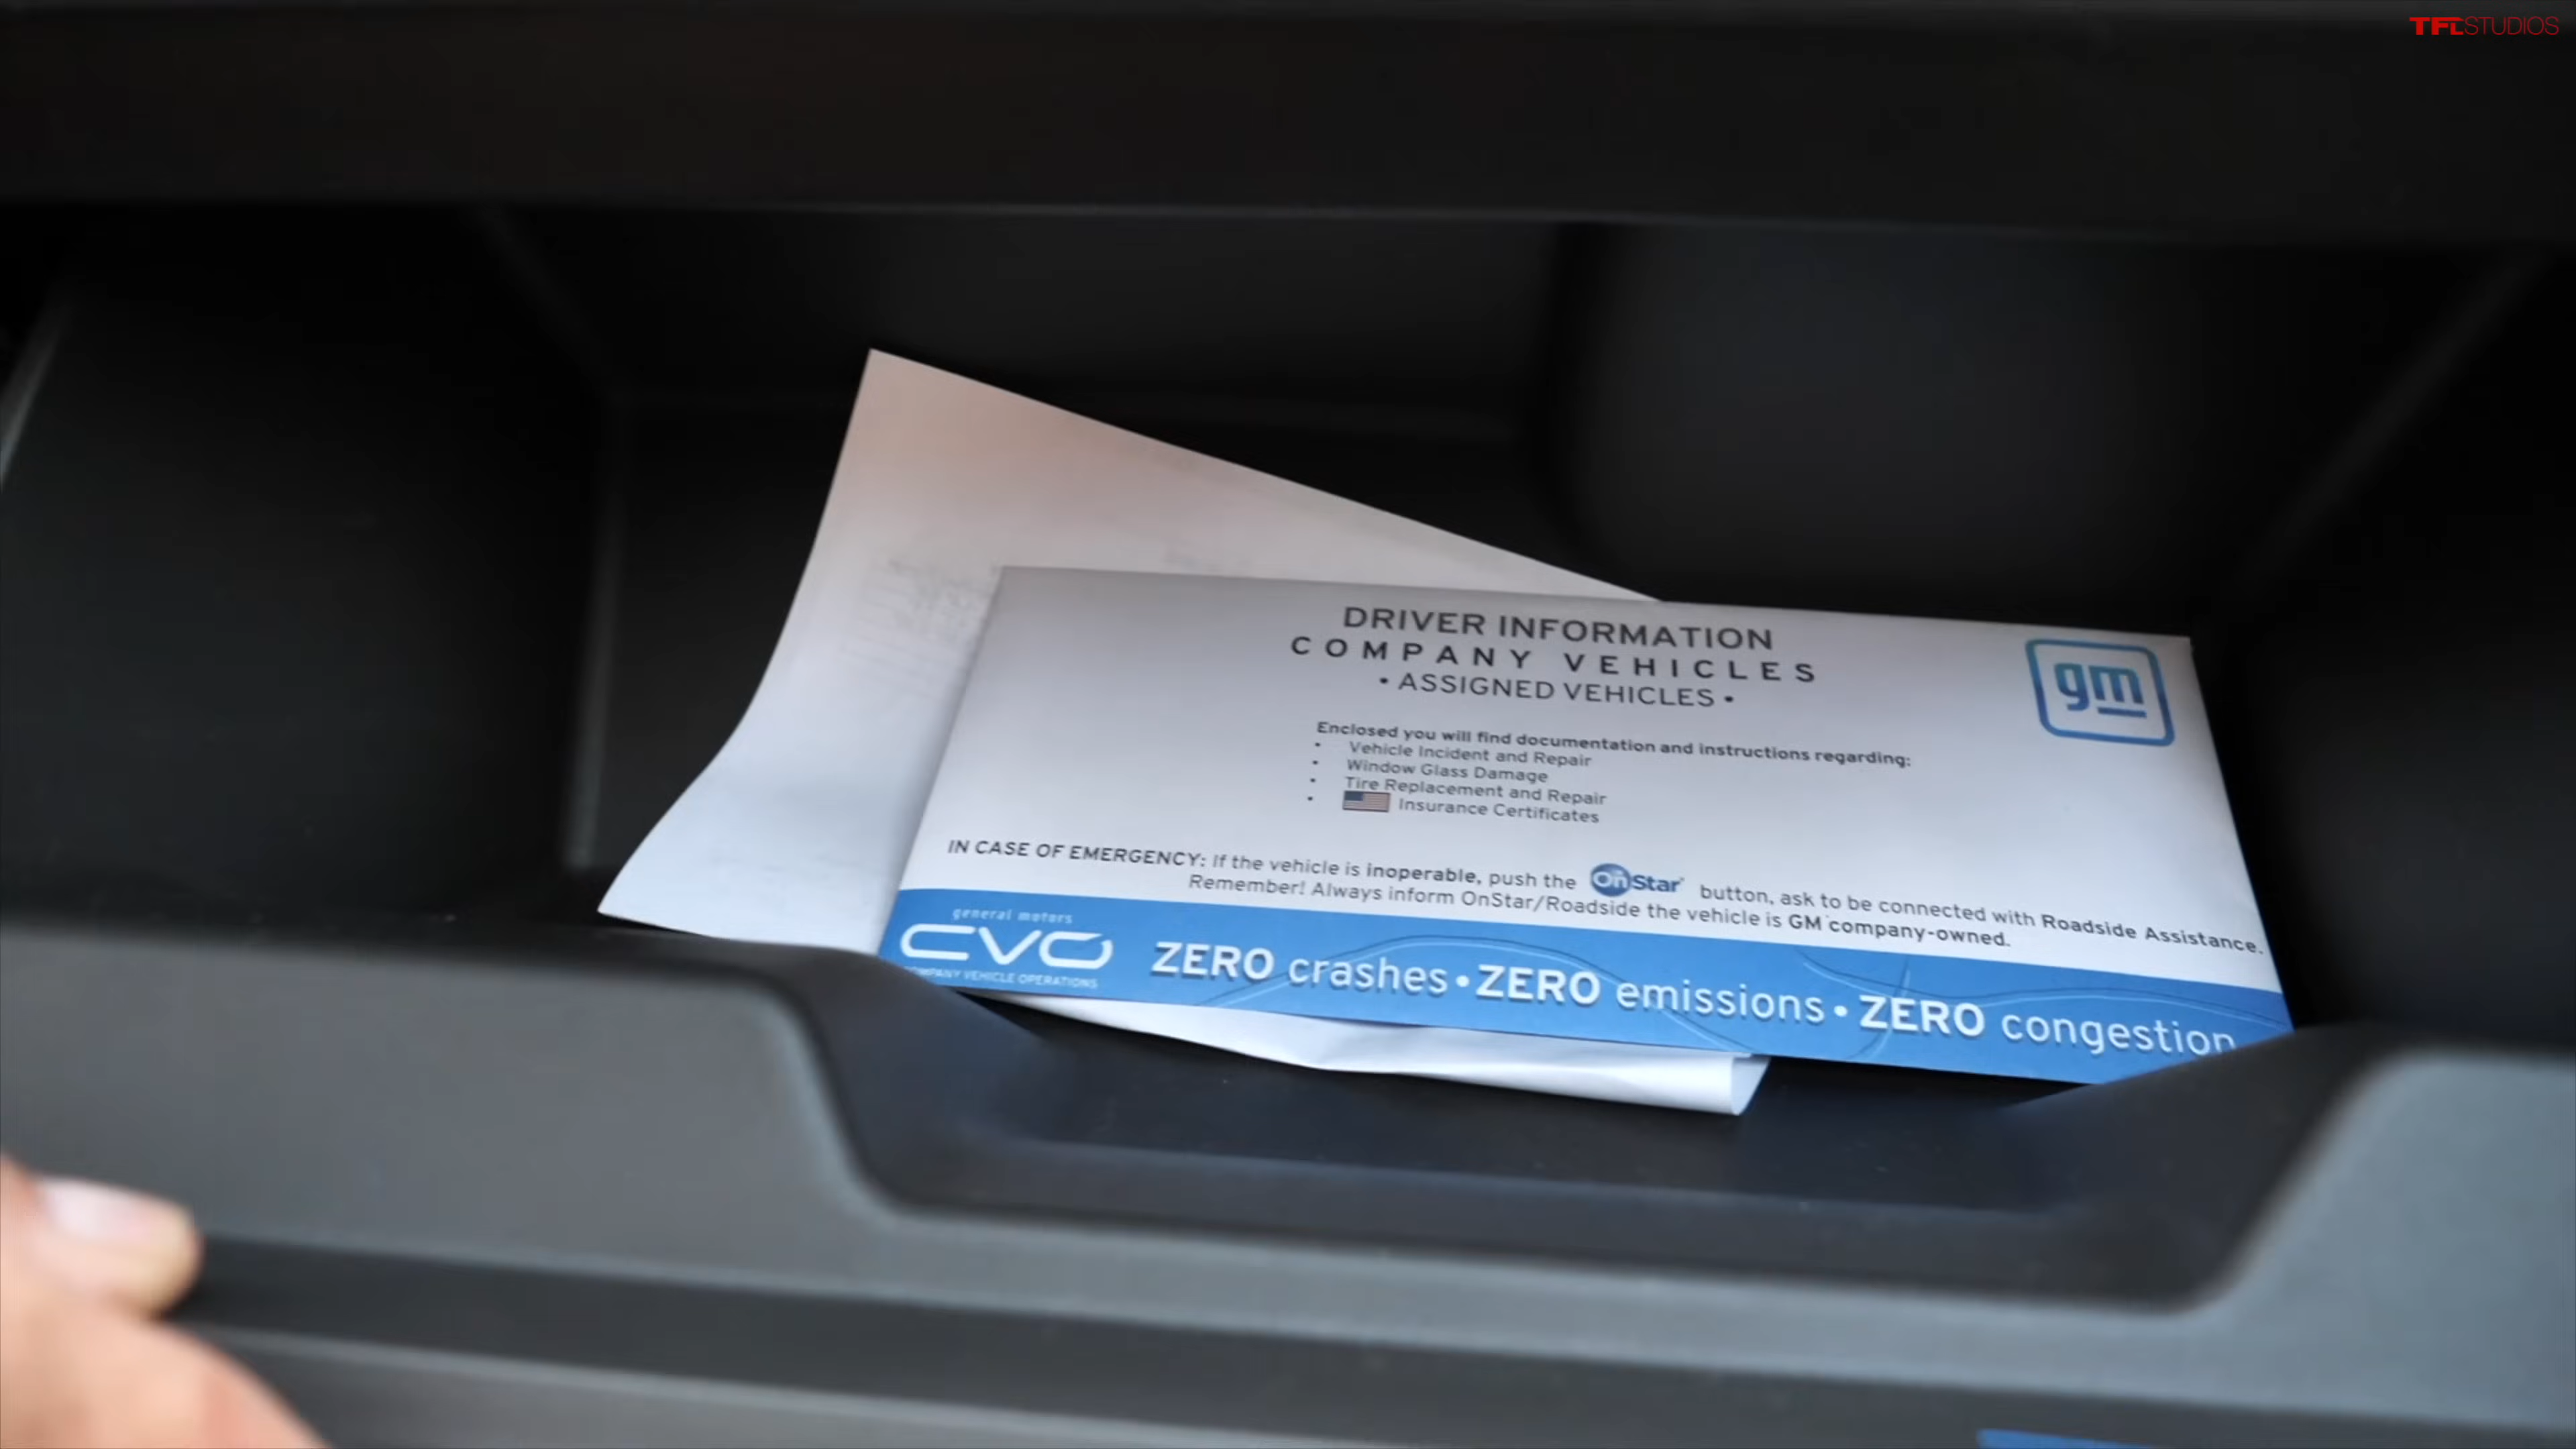 TFLSTUDIOS
DRIVER INFORMATION
COMPANY VEHICLES
• ASSIGNED VEHICLES •
gm
Enclosed you will find documentation and instructions regarding:
• Vehicle Incident and Repair
• Window Glass Damage
• Tire Replacement and Repair
• Insurance Certificates
IN CASE OF EMERGENCY: If the vehicle is inoperable, push the OnStar button, ask to be connected with Roadside Assistance.
Remember! Always inform OnStar/Roadside the vehicle is GM company-owned.
general motors
CVO
COMPANY VEHICLE OPERATIONS
ZERO crashes • ZERO emissions • ZERO congestion